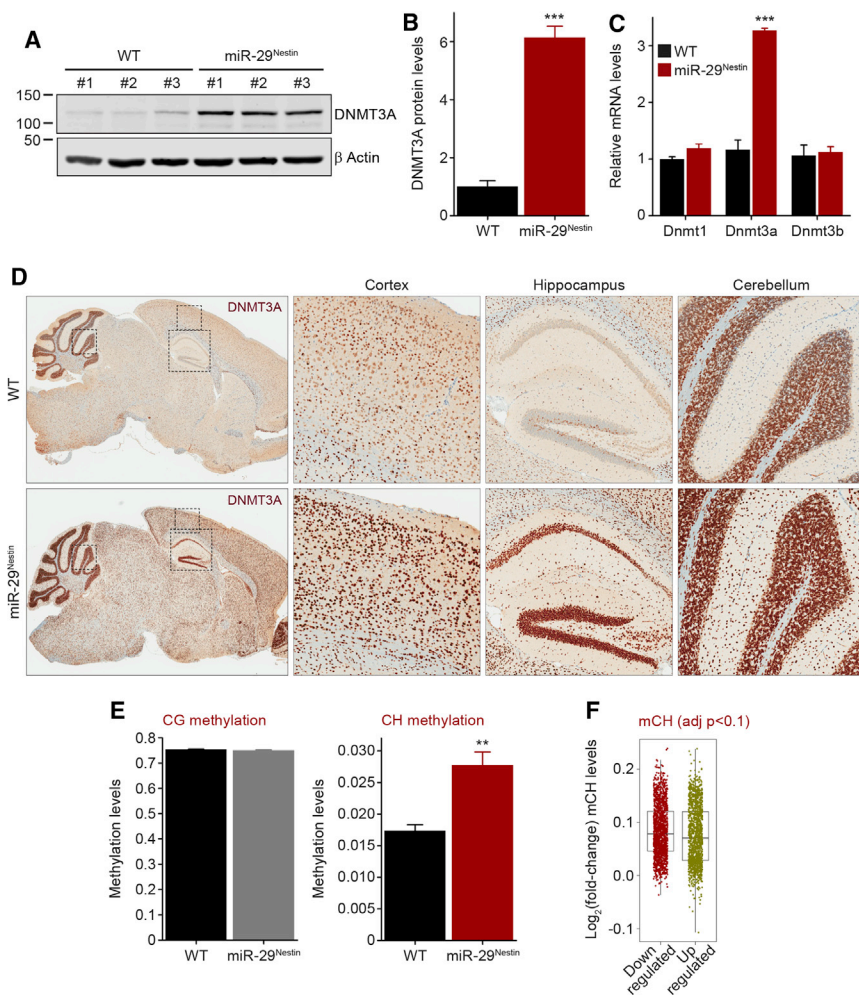 A
WT miR-29Nestin
#1 #2 #3 #1 #2 #3
150
100
DNMT3A
50
β Actin
B
DNMT3A protein levels
6
4
2
0
***
WT miR-29Nestin
C
Relative mRNA levels
3
2
1
0
WT
miR-29Nestin
***
Dnmt1 Dnmt3a Dnmt3b
D
Cortex Hippocampus Cerebellum
WT
DNMT3A
miR-29Nestin
DNMT3A
E
CG methylation
Methylation levels
0.8
0.7
0.6
0.5
0.4
0.3
0.2
0.1
0
WT miR-29Nestin
CH methylation
Methylation levels
0.030
0.025
0.020
0.015
0.010
0.005
0
**
WT miR-29Nestin
F
mCH (adj p<0.1)
Log2(fold-change) mCH levels
0.2
0.1
0.0
-0.1
Down
regulated
Up
regulated